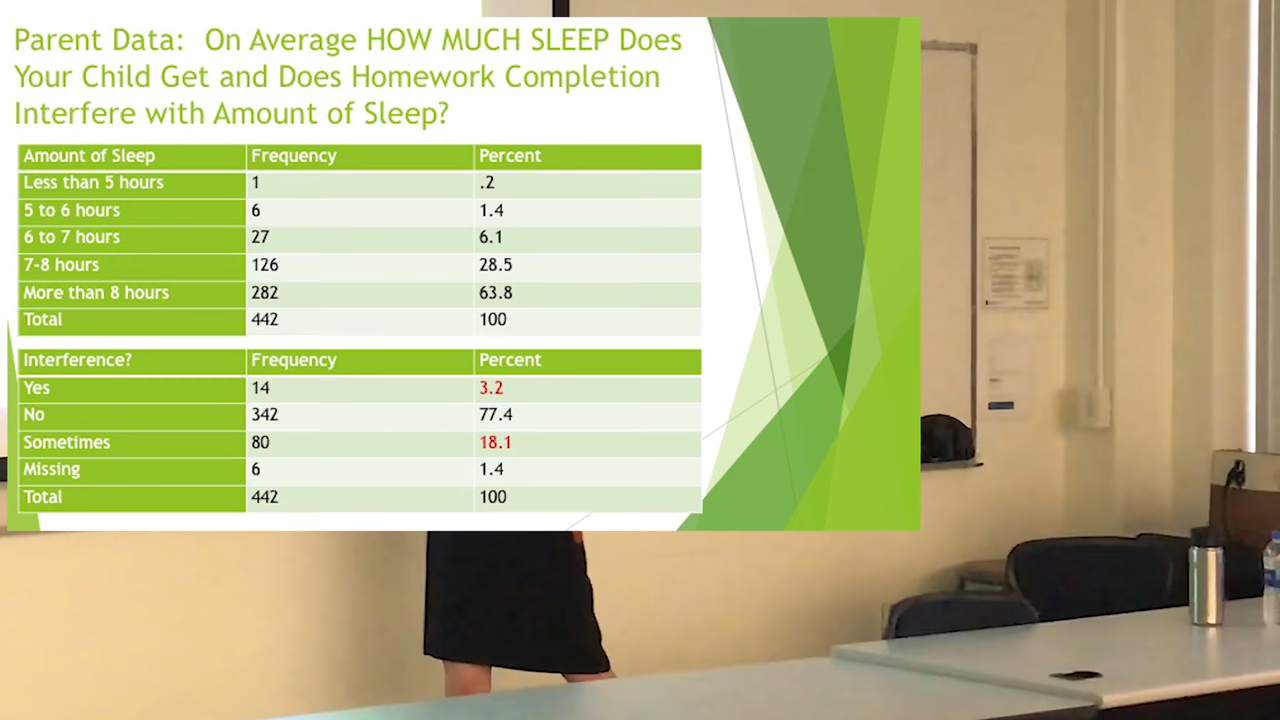 Parent Data: On Average HOW MUCH SLEEP Does
Your Child Get and Does Homework Completion
Interfere with Amount of Sleep?
Amount of Sleep Frequency Percent
Less than 5 hours 1 .2
5 to 6 hours 6 1.4
6 to 7 hours 27 6.1
7-8 hours 126 28.5
More than 8 hours 282 63.8
Total 442 100
Interference? Frequency Percent
Yes 14 3.2
No 342 77.4
Sometimes 80 18.1
Missing 6 1.4
Total 442 100